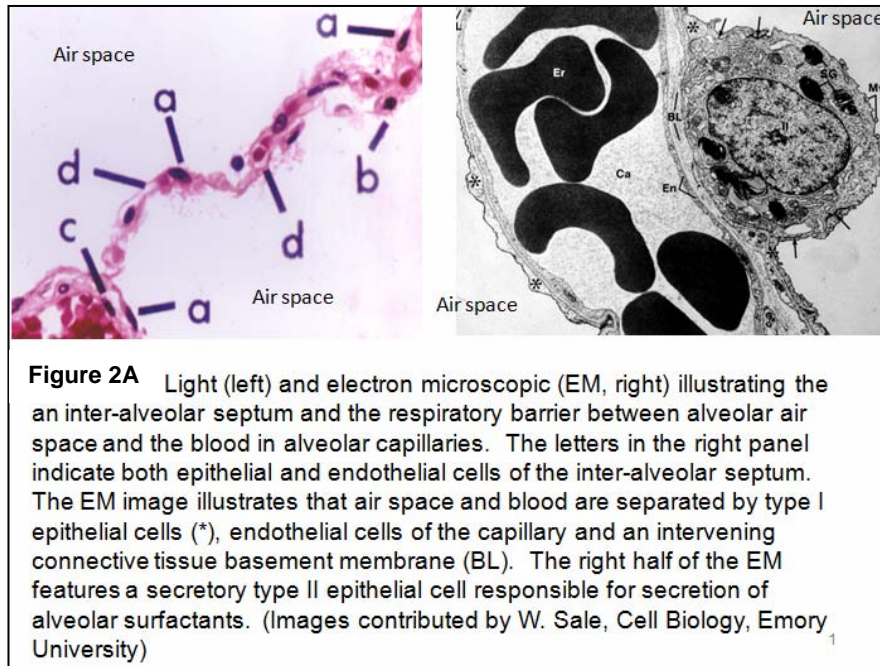 Air space
a
a
d
b
c
d
Air space
a
Air space
*
Er
SG
Mv
BL
II
Ca
*
En
*
*
Air space
Figure 2A Light (left) and electron microscopic (EM, right) illustrating the
an inter-alveolar septum and the respiratory barrier between alveolar air
space and the blood in alveolar capillaries. The letters in the right panel
indicate both epithelial and endothelial cells of the inter-alveolar septum.
The EM image illustrates that air space and blood are separated by type I
epithelial cells (*), endothelial cells of the capillary and an intervening
connective tissue basement membrane (BL). The right half of the EM
features a secretory type II epithelial cell responsible for secretion of
alveolar surfactants. (Images contributed by W. Sale, Cell Biology, Emory
University)
1